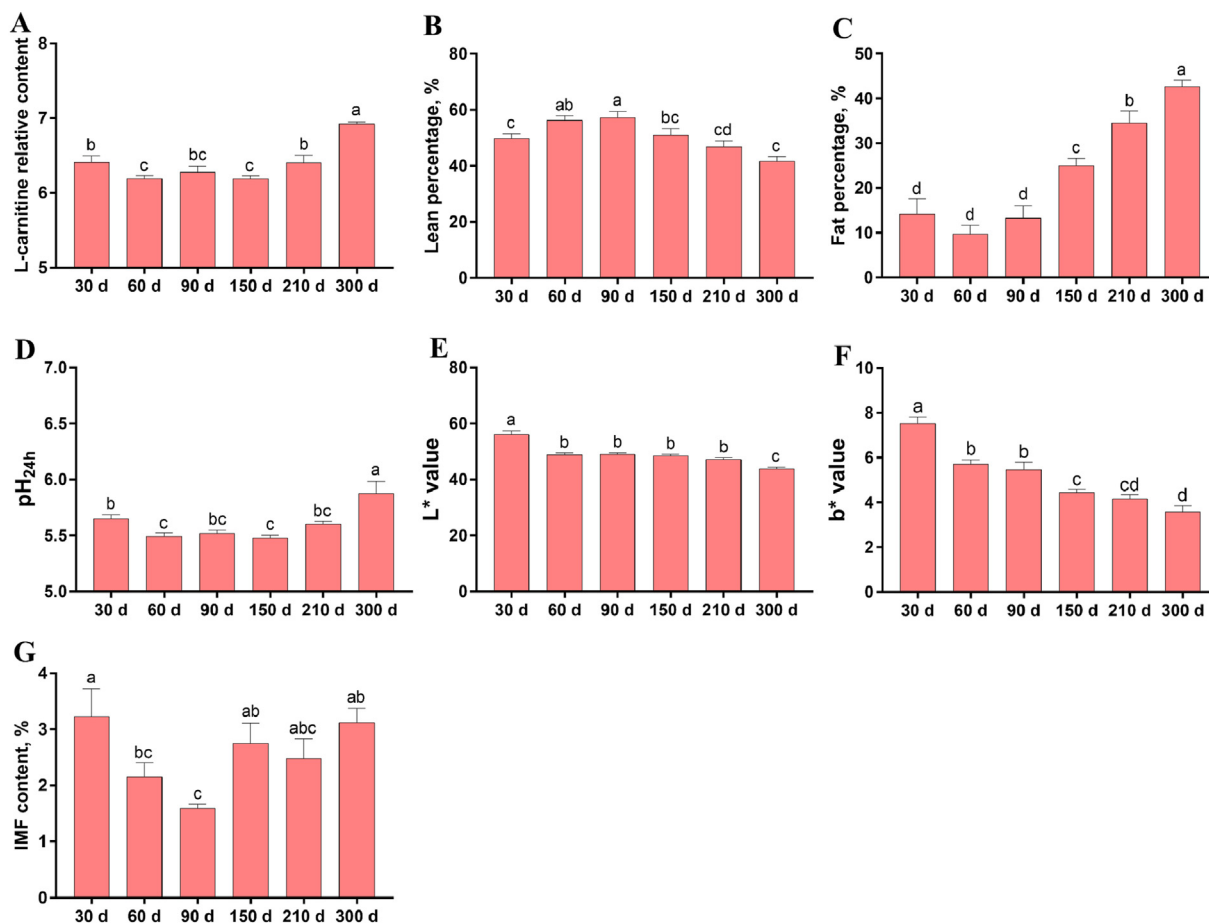 A
L-carnitine relative content
8
7
6
5
b
c
bc
c
b
a
30 d 60 d 90 d 150 d 210 d 300 d
B
Lean percentage, %
80
60
40
20
0
c
ab
a
bc
cd
c
30 d 60 d 90 d 150 d 210 d 300 d
C
Fat percentage, %
50
40
30
20
10
0
d
d
d
c
b
a
30 d 60 d 90 d 150 d 210 d 300 d
D
pH24h
7.0
6.5
6.0
5.5
5.0
b
c
bc
c
b
a
30 d 60 d 90 d 150 d 210 d 300 d
E
L* value
80
60
40
20
0
a
b
b
b
b
c
30 d 60 d 90 d 150 d 210 d 300 d
F
b* value
10
8
6
4
2
0
a
b
b
c
cd
d
30 d 60 d 90 d 150 d 210 d 300 d
G
IMF content, %
4
3
2
1
0
a
bc
c
ab
abc
ab
30 d 60 d 90 d 150 d 210 d 300 d